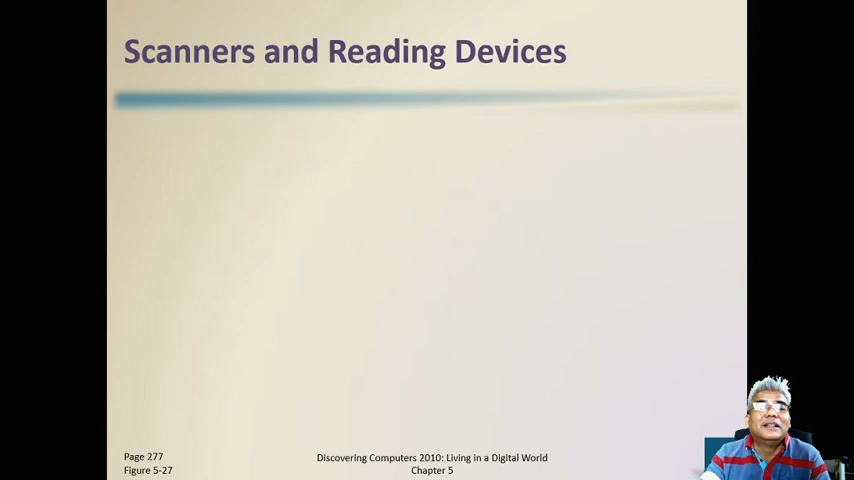 Scanners and Reading Devices
Page 277
Figure 5-27
Discovering Computers 2010: Living in a Digital World
Chapter 5